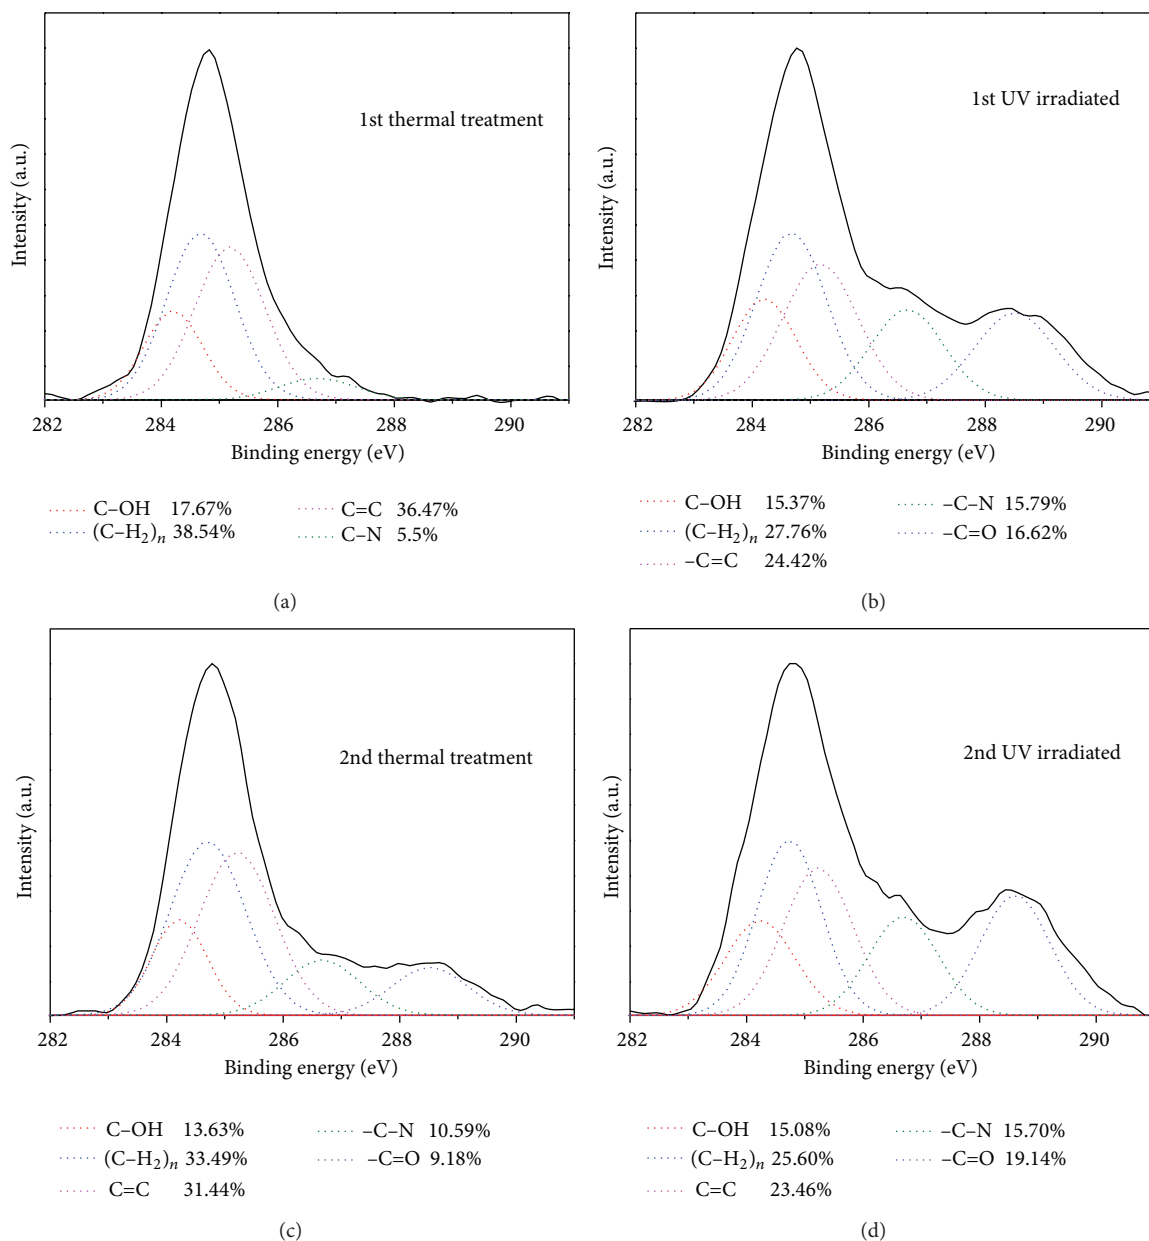 1st thermal treatment
Intensity (a.u.)
282 284 286 288 290
Binding energy (eV)
C–OH 17.67% C=C 36.47%
(C–H₂)ₙ 38.54% C–N 5.5%
(a)
1st UV irradiated
Intensity (a.u.)
282 284 286 288 290
Binding energy (eV)
C–OH 15.37% –C–N 15.79%
(C–H₂)ₙ 27.76% –C=O 16.62%
–C=C 24.42%
(b)
2nd thermal treatment
Intensity (a.u.)
282 284 286 288 290
Binding energy (eV)
C–OH 13.63% –C–N 10.59%
(C–H₂)ₙ 33.49% –C=O 9.18%
C=C 31.44%
(c)
2nd UV irradiated
Intensity (a.u.)
282 284 286 288 290
Binding energy (eV)
C–OH 15.08% –C–N 15.70%
(C–H₂)ₙ 25.60% –C=O 19.14%
C=C 23.46%
(d)